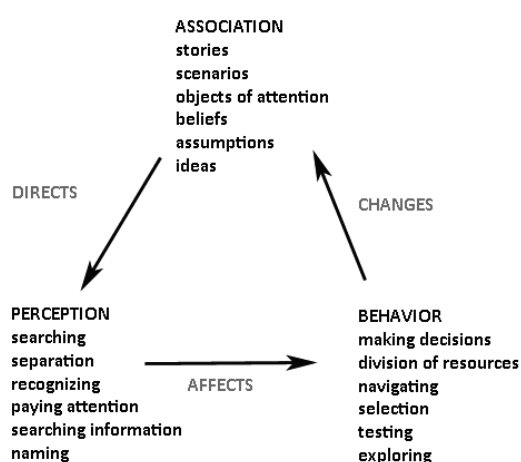 ASSOCIATION
stories
scenarios
objects of attention
beliefs
assumptions
ideas
DIRECTS
CHANGES
PERCEPTION
searching
separation
recognizing
paying attention
searching information
naming
AFFECTS
BEHAVIOR
making decisions
division of resources
navigating
selection
testing
exploring